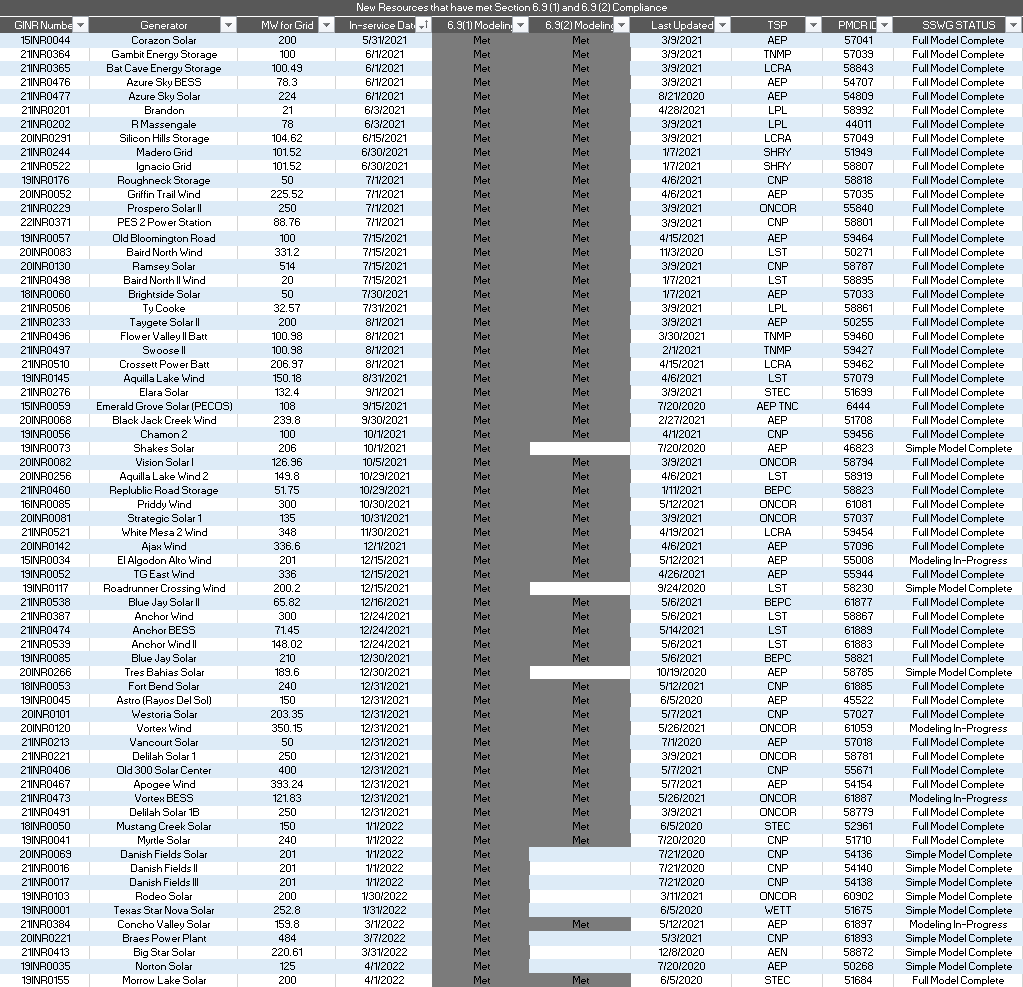 New Resources that have met Section 6.9 (1) and 6.9 (2) Compliance
GINR Numbe Generator MW for Grid In-service Dat 6.9(1) Modelin 6.9(2) Modeling Last Updated TSP PMCR ID SSWG STATUS
15INR0044 Corazon Solar 200 5/31/2021 Met Met 3/9/2021 AEP 57041 Full Model Complete
21INR0364 Gambit Energy Storage 100 6/1/2021 Met Met 3/9/2021 TNMP 57039 Full Model Complete
21INR0365 Bat Cave Energy Storage 100.49 6/1/2021 Met Met 3/9/2021 LCRA 58843 Full Model Complete
21INR0476 Azure Sky BESS 78.3 6/1/2021 Met Met 3/9/2021 AEP 54707 Full Model Complete
21INR0477 Azure Sky Solar 224 6/1/2021 Met Met 8/21/2020 AEP 54809 Full Model Complete
21INR0201 Brandon 21 6/3/2021 Met Met 4/28/2021 LPL 58992 Full Model Complete
21INR0202 R Massengale 78 6/3/2021 Met Met 3/9/2021 LPL 44011 Full Model Complete
20INR0291 Silicon Hills Storage 104.62 6/15/2021 Met Met 3/9/2021 LCRA 57049 Full Model Complete
21INR0244 Madero Grid 101.52 6/30/2021 Met Met 1/7/2021 SHRY 51949 Full Model Complete
21INR0522 Ignacio Grid 101.52 6/30/2021 Met Met 1/7/2021 SHRY 58807 Full Model Complete
19INR0176 Roughneck Storage 50 7/1/2021 Met Met 4/6/2021 CNP 58818 Full Model Complete
20INR0052 Griffin Trail Wind 225.52 7/1/2021 Met Met 4/6/2021 AEP 57035 Full Model Complete
21INR0229 Prospero Solar II 250 7/1/2021 Met Met 3/9/2021 ONCOR 55840 Full Model Complete
22INR0371 PES 2 Power Station 88.76 7/1/2021 Met Met 3/9/2021 CNP 58801 Full Model Complete
19INR0057 Old Bloomington Road 100 7/15/2021 Met Met 4/15/2021 AEP 59464 Full Model Complete
20INR0083 Baird North Wind 331.2 7/15/2021 Met Met 11/3/2020 LST 50271 Full Model Complete
20INR0130 Ramsey Solar 514 7/15/2021 Met Met 3/9/2021 CNP 58787 Full Model Complete
21INR0498 Baird North II Wind 20 7/15/2021 Met Met 1/7/2021 LST 58895 Full Model Complete
18INR0060 Brightside Solar 50 7/30/2021 Met Met 1/7/2021 AEP 57033 Full Model Complete
21INR0506 Ty Cooke 32.57 7/31/2021 Met Met 3/9/2021 LPL 58861 Full Model Complete
21INR0233 Taygete Solar II 200 8/1/2021 Met Met 3/9/2021 AEP 50255 Full Model Complete
21INR0496 Flower Valley II Batt 100.98 8/1/2021 Met Met 3/30/2021 TNMP 59460 Full Model Complete
21INR0497 Swoose II 100.98 8/1/2021 Met Met 2/1/2021 TNMP 59427 Full Model Complete
21INR0510 Crossett Power Batt 206.97 8/1/2021 Met Met 4/15/2021 LCRA 59462 Full Model Complete
19INR0145 Aquilla Lake Wind 150.18 8/31/2021 Met Met 4/6/2021 LST 57079 Full Model Complete
21INR0276 Elara Solar 132.4 9/1/2021 Met Met 3/9/2021 STEC 51699 Full Model Complete
15INR0059 Emerald Grove Solar (PECOS) 108 9/15/2021 Met Met 7/20/2020 AEP TNC 6444 Full Model Complete
20INR0068 Black Jack Creek Wind 239.8 9/30/2021 Met Met 2/27/2021 AEP 51708 Full Model Complete
19INR0056 Chamon 2 100 10/1/2021 Met Met 4/1/2021 CNP 59456 Full Model Complete
19INR0073 Shakes Solar 206 10/1/2021 Met 7/20/2020 AEP 46823 Simple Model Complete
20INR0082 Vision Solar I 126.96 10/5/2021 Met Met 3/9/2021 ONCOR 58794 Full Model Complete
20INR0256 Aquilla Lake Wind 2 149.8 10/29/2021 Met Met 4/6/2021 LST 58919 Full Model Complete
21INR0460 Replublic Road Storage 51.75 10/29/2021 Met Met 1/11/2021 BEPC 58823 Full Model Complete
16INR0085 Priddy Wind 300 10/30/2021 Met Met 5/12/2021 ONCOR 61081 Full Model Complete
20INR0081 Strategic Solar 1 135 10/31/2021 Met Met 3/9/2021 ONCOR 57037 Full Model Complete
21INR0521 White Mesa 2 Wind 348 11/30/2021 Met Met 4/19/2021 LCRA 59454 Full Model Complete
20INR0142 Ajax Wind 336.6 12/1/2021 Met Met 4/6/2021 AEP 57096 Full Model Complete
15INR0034 El Algodon Alto Wind 201 12/15/2021 Met Met 5/12/2021 AEP 55008 Modeling In-Progress
19INR0052 TG East Wind 336 12/15/2021 Met Met 4/26/2021 AEP 55944 Full Model Complete
19INR0117 Roadrunner Crossing Wind 200.2 12/15/2021 Met 9/24/2020 LST 58230 Simple Model Complete
21INR0538 Blue Jay Solar II 65.82 12/16/2021 Met Met 5/6/2021 BEPC 61877 Full Model Complete
21INR0387 Anchor Wind 300 12/24/2021 Met Met 5/6/2021 LST 58867 Full Model Complete
21INR0474 Anchor BESS 71.45 12/24/2021 Met Met 5/14/2021 LST 61889 Full Model Complete
21INR0539 Anchor Wind II 148.02 12/24/2021 Met Met 5/6/2021 LST 61883 Full Model Complete
19INR0085 Blue Jay Solar 210 12/30/2021 Met Met 5/6/2021 BEPC 58821 Full Model Complete
20INR0266 Tres Bahias Solar 189.6 12/30/2021 Met 10/19/2020 AEP 58785 Simple Model Complete
18INR0053 Fort Bend Solar 240 12/31/2021 Met Met 5/12/2021 CNP 61885 Full Model Complete
19INR0045 Astro (Rayos Del Sol) 150 12/31/2021 Met Met 6/5/2020 AEP 45522 Full Model Complete
20INR0101 Westoria Solar 203.35 12/31/2021 Met Met 5/7/2021 CNP 57027 Full Model Complete
20INR0120 Vortex Wind 350.15 12/31/2021 Met Met 5/26/2021 ONCOR 61059 Modeling In-Progress
21INR0213 Vancourt Solar 50 12/31/2021 Met Met 7/1/2020 AEP 57018 Full Model Complete
21INR0221 Delilah Solar 1 250 12/31/2021 Met Met 3/9/2021 ONCOR 58781 Full Model Complete
21INR0406 Old 300 Solar Center 400 12/31/2021 Met Met 5/7/2021 CNP 55671 Full Model Complete
21INR0467 Apogee Wind 393.24 12/31/2021 Met Met 5/7/2021 AEP 54154 Full Model Complete
21INR0473 Vortex BESS 121.83 12/31/2021 Met Met 5/26/2021 ONCOR 61887 Modeling In-Progress
21INR0491 Delilah Solar 1B 250 12/31/2021 Met Met 3/9/2021 ONCOR 58779 Full Model Complete
18INR0050 Mustang Creek Solar 150 1/1/2022 Met Met 6/5/2020 STEC 52961 Full Model Complete
19INR0041 Myrtle Solar 240 1/1/2022 Met Met 7/20/2020 CNP 51710 Full Model Complete
20INR0069 Danish Fields Solar 201 1/1/2022 Met 7/21/2020 CNP 54136 Simple Model Complete
21INR0016 Danish Fields II 201 1/1/2022 Met 7/21/2020 CNP 54140 Simple Model Complete
21INR0017 Danish Fields III 201 1/1/2022 Met 7/21/2020 CNP 54138 Simple Model Complete
19INR0103 Rodeo Solar 200 1/30/2022 Met 3/11/2021 ONCOR 60902 Simple Model Complete
19INR0001 Texas Star Nova Solar 252.8 1/31/2022 Met 6/5/2020 WETT 51675 Simple Model Complete
21INR0384 Concho Valley Solar 159.8 3/1/2022 Met Met 5/12/2021 AEP 61897 Modeling In-Progress
20INR0221 Braes Power Plant 484 3/7/2022 Met 5/3/2021 CNP 61893 Simple Model Complete
21INR0413 Big Star Solar 220.61 3/31/2022 Met 12/8/2020 AEN 58872 Simple Model Complete
19INR0035 Norton Solar 125 4/1/2022 Met 7/20/2020 AEP 50268 Simple Model Complete
19INR0155 Morrow Lake Solar 200 4/1/2022 Met Met 6/5/2020 STEC 51684 Full Model Complete